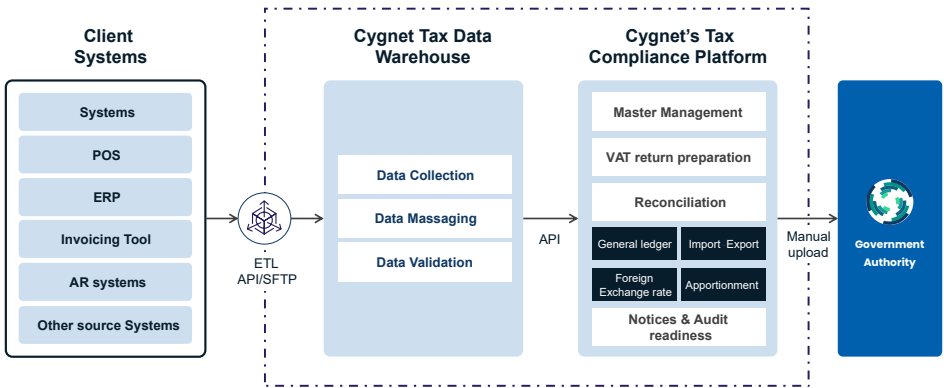 Client
Systems
Systems
POS
ERP
Invoicing Tool
AR systems
Other source Systems
ETL
API/SFTP
Cygnet Tax Data
Warehouse
Data Collection
Data Massaging
Data Validation
API
Cygnet's Tax
Compliance Platform
Master Management
VAT return preparation
Reconciliation
General ledger
Import Export
Foreign
Exchange rate
Apportionment
Notices & Audit
readiness
Manual
upload
Government
Authority